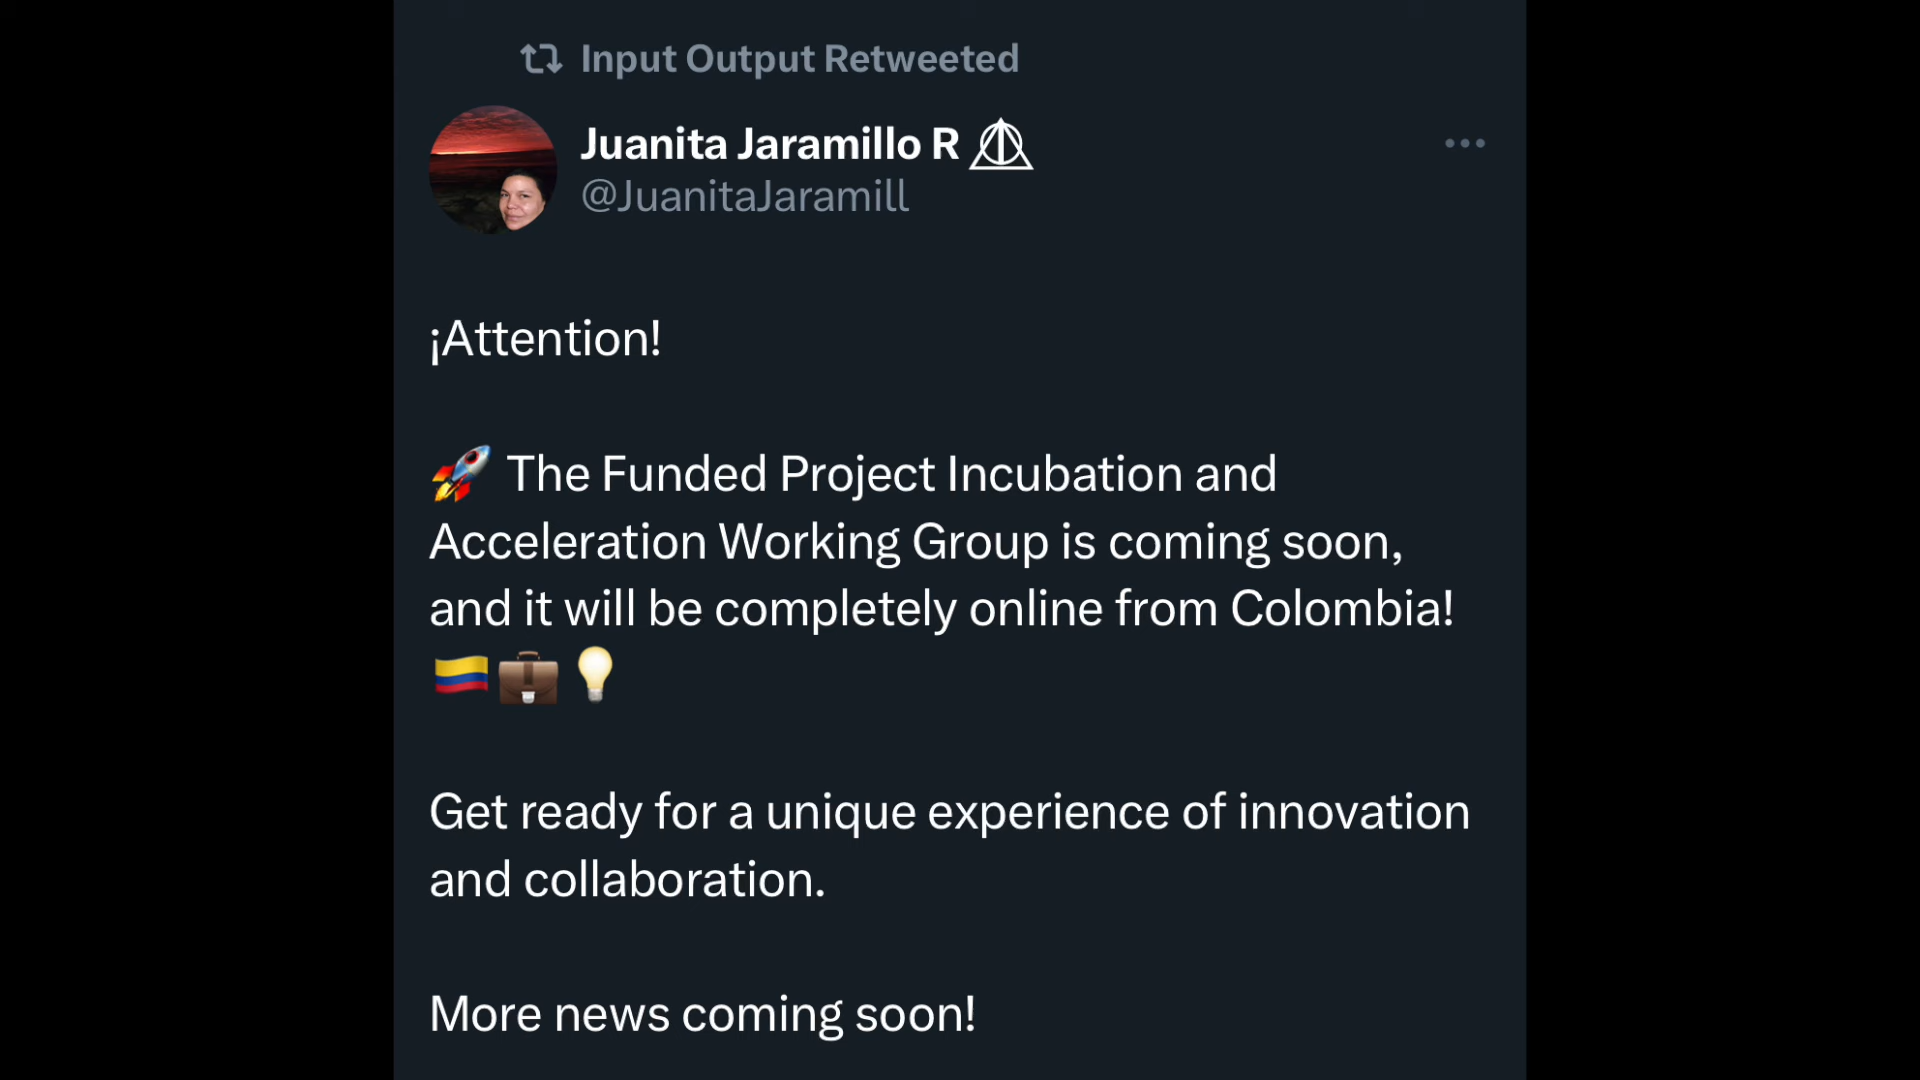 Input Output Retweeted
Juanita Jaramillo R
@JuanitaJaramill
¡Attention!
🚀 The Funded Project Incubation and
Acceleration Working Group is coming soon,
and it will be completely online from Colombia!
🇨🇴💼💡
Get ready for a unique experience of innovation
and collaboration.
More news coming soon!